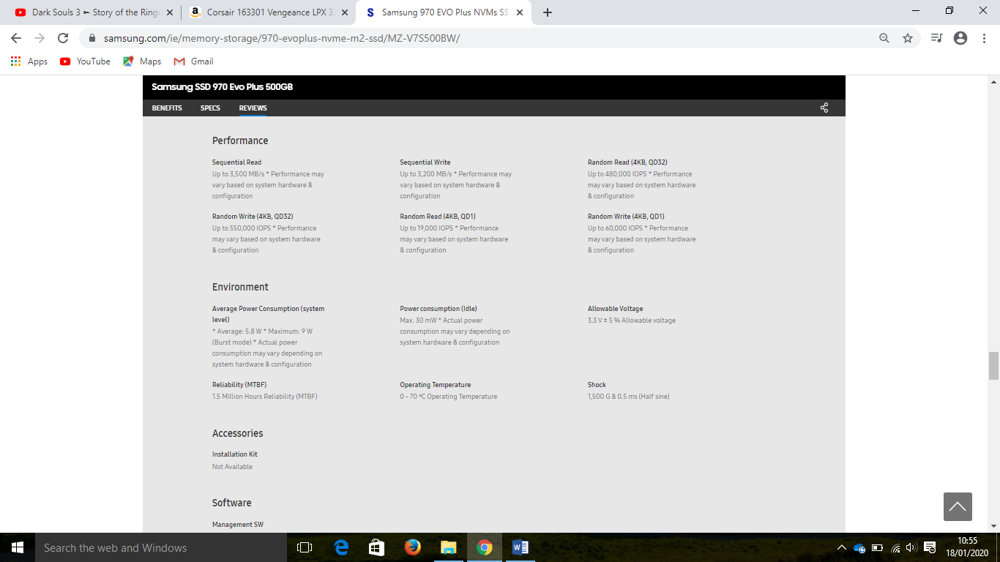 Dark Souls 3 ► Story of the Ringe
Corsair 163301 Vengeance LPX 3
Samsung 970 EVO Plus NVMs SS
samsung.com/ie/memory-storage/970-evoplus-nvme-m2-ssd/MZ-V7S500BW/
Apps YouTube Maps Gmail
Samsung SSD 970 Evo Plus 500GB
BENEFITS SPECS REVIEWS
Performance
Sequential Read
Up to 3,500 MB/s * Performance may
vary based on system hardware &
configuration
Sequential Write
Up to 3,200 MB/s * Performance may
vary based on system hardware &
configuration
Random Read (4KB, QD32)
Up to 480,000 IOPS * Performance
may vary based on system hardware
& configuration
Random Write (4KB, QD32)
Up to 550,000 IOPS * Performance
may vary based on system hardware
& configuration
Random Read (4KB, QD1)
Up to 19,000 IOPS * Performance
may vary based on system hardware
& configuration
Random Write (4KB, QD1)
Up to 60,000 IOPS * Performance
may vary based on system hardware
& configuration
Environment
Average Power Consumption (system
level)
* Average: 5.8 W * Maximum: 9 W
(Burst mode) * Actual power
consumption may vary depending on
system hardware & configuration
Power consumption (Idle)
Max. 30 mW * Actual power
consumption may vary depending on
system hardware & configuration
Allowable Voltage
3.3 V ± 5 % Allowable voltage
Reliability (MTBF)
1.5 Million Hours Reliability (MTBF)
Operating Temperature
0 - 70 ºC Operating Temperature
Shock
1,500 G & 0.5 ms (Half sine)
Accessories
Installation Kit
Not Available
Software
Management SW
Search the web and Windows
10:55
18/01/2020